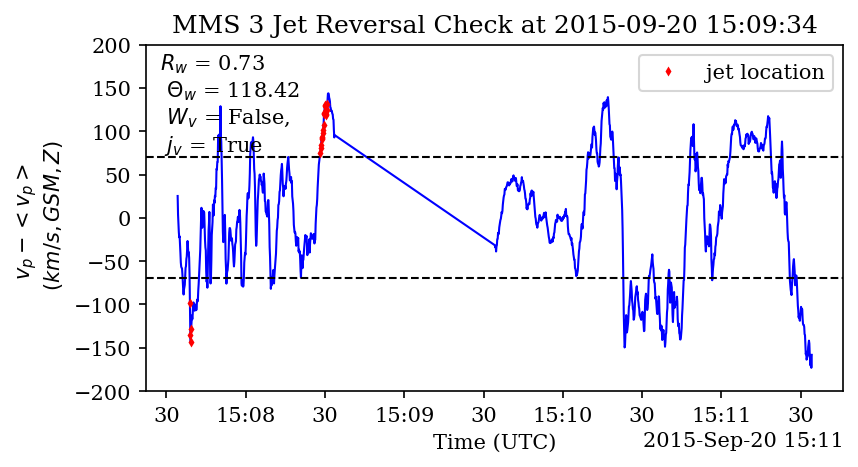 MMS 3 Jet Reversal Check at 2015-09-20 15:09:34
R_w = 0.73
Θ_w = 118.42
W_v = False,
j_v = True
jet location
200
150
100
50
0
−50
−100
−150
−200
v_p − < v_p >
(km/s, GSM, Z)
30 15:08 30 15:09 30 15:10 30 15:11 30
Time (UTC)
2015-Sep-20 15:11